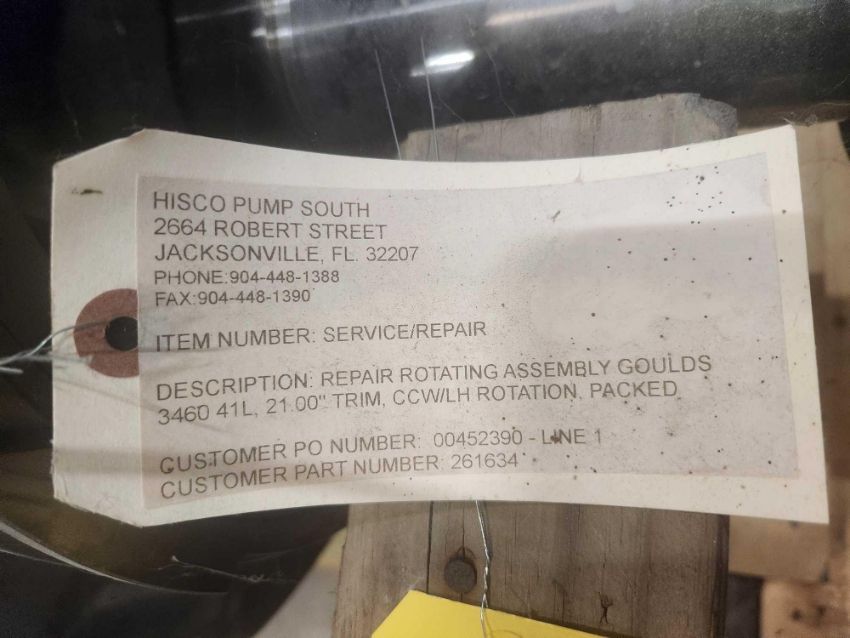 HISCO PUMP SOUTH
2664 ROBERT STREET
JACKSONVILLE, FL. 32207
PHONE:904-448-1388
FAX:904-448-1390
ITEM NUMBER: SERVICE/REPAIR
DESCRIPTION: REPAIR ROTATING ASSEMBLY GOULDS
3460 41L, 21.00" TRIM, CCW/LH ROTATION, PACKED
CUSTOMER PO NUMBER: 00452390 - LINE 1
CUSTOMER PART NUMBER: 261634